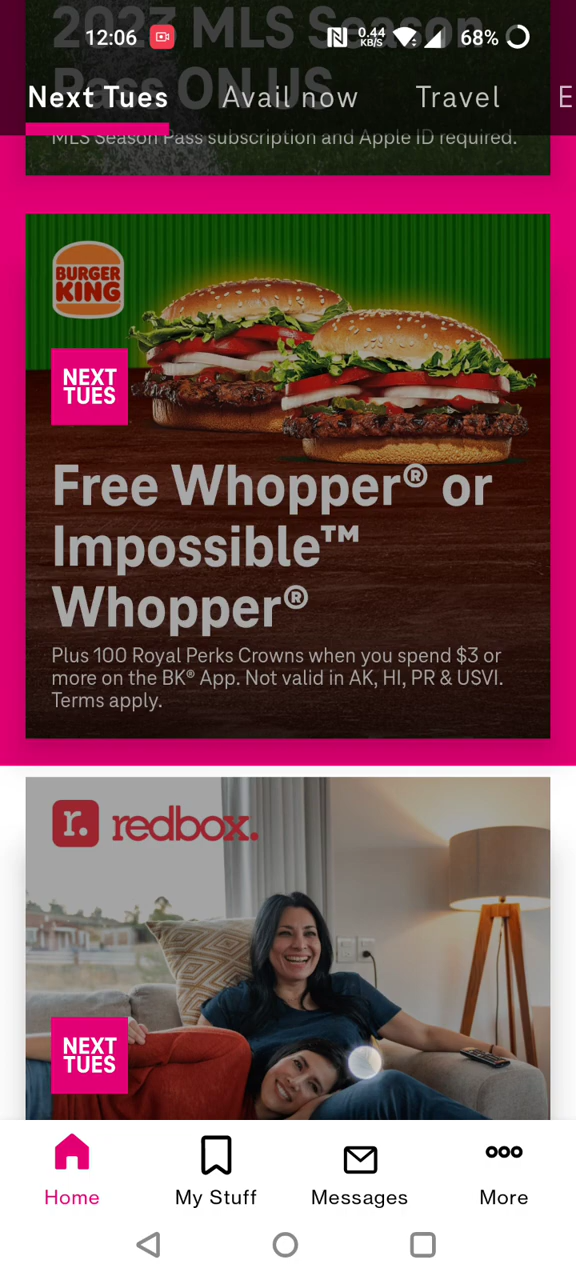 12:06
0.44
KB/S
68%
2023 MLS Season
Pass ON US
Next Tues
Avail now
Travel
E
MLS Season Pass subscription and Apple ID required.
BURGER
KING
NEXT
TUES
Free Whopper® or
Impossible™
Whopper®
Plus 100 Royal Perks Crowns when you spend $3 or
more on the BK® App. Not valid in AK, HI, PR & USVI.
Terms apply.
r. redbox.
NEXT
TUES
Home
My Stuff
Messages
More